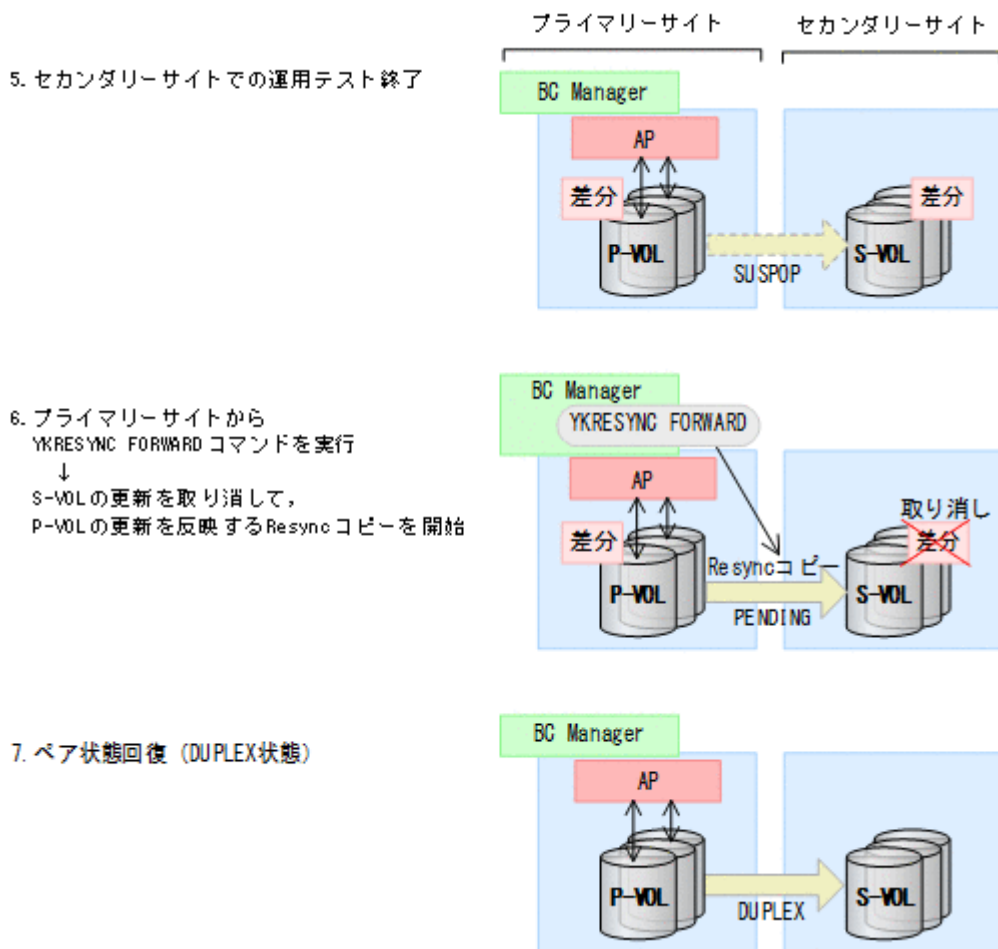 プライマリーサイト
セカンダリーサイト
5. セカンダリーサイトでの運用テスト終了
BC Manager
AP
差分
差分
P-VOL
S-VOL
SUSPOP
BC Manager
6. プライマリーサイトから
YKRESYNC FORWARD コマンドを実行
↓
S-VOLの更新を取り消して,
P-VOLの更新を反映するResyncコピーを開始
YKRESYNC FORWARD
AP
取り消し
差分
差分
Resyncコピー
P-VOL
S-VOL
PENDING
7. ペア状態回復 (DUPLEX状態)
BC Manager
AP
P-VOL
S-VOL
DUPLEX